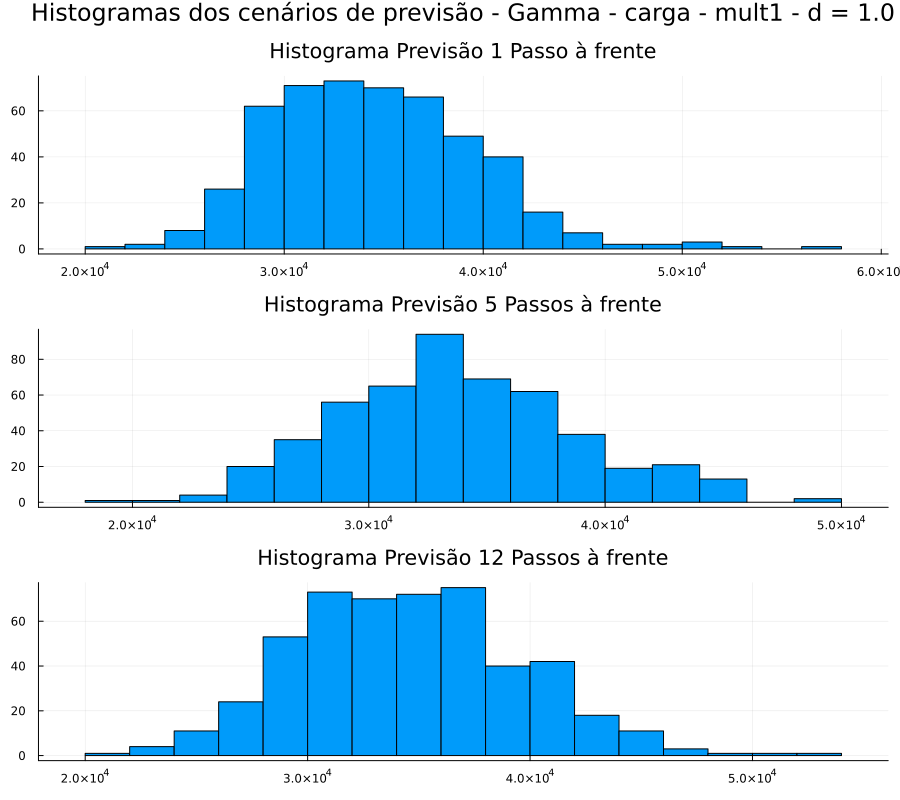 Histogramas dos cenários de previsão - Gamma - carga - mult1 - d = 1.0
Histograma Previsão 1 Passo à frente
60
40
20
0
2.0×10⁴ 3.0×10⁴ 4.0×10⁴ 5.0×10⁴ 6.0×10
Histograma Previsão 5 Passos à frente
80
60
40
20
0
2.0×10⁴ 3.0×10⁴ 4.0×10⁴ 5.0×10⁴
Histograma Previsão 12 Passos à frente
60
40
20
0
2.0×10⁴ 3.0×10⁴ 4.0×10⁴ 5.0×10⁴